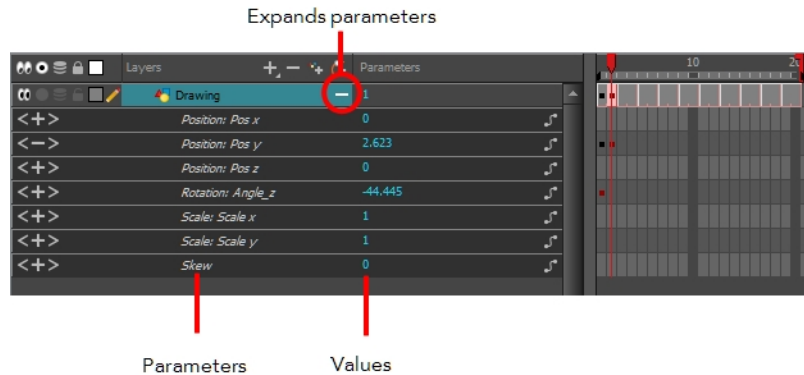 Expands parameters
Layers Parameters 10 20
Drawing 1
<+> Position: Pos x 0
<-> Position: Pos y 2.623
<+> Position: Pos z 0
<+> Rotation: Angle_z -44.445
<+> Scale: Scale x 1
<+> Scale: Scale y 1
<+> Skew 0
Parameters Values